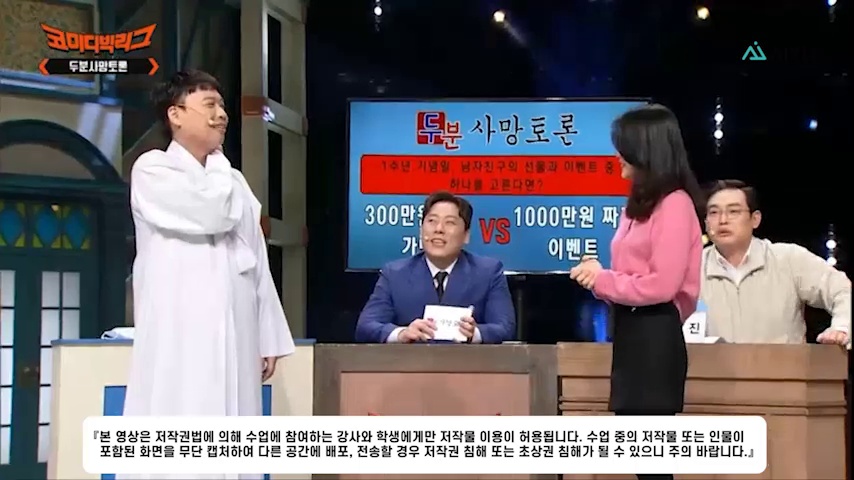 코미디빅리그
두분사망토론
두분 사망토론
1주년 기념일 남자친구의 선물과 이벤트 중
하나를 고른다면?
300만원
VS
1000만원 짜
이벤트
진
『본 영상은 저작권법에 의해 수업에 참여하는 강사와 학생에게만 저작물 이용이 허용됩니다. 수업 중의 저작물 또는 인물이
포함된 화면을 무단 캡처하여 다른 공간에 배포, 전송할 경우 저작권 침해 또는 초상권 침해가 될 수 있으니 주의 바랍니다.』